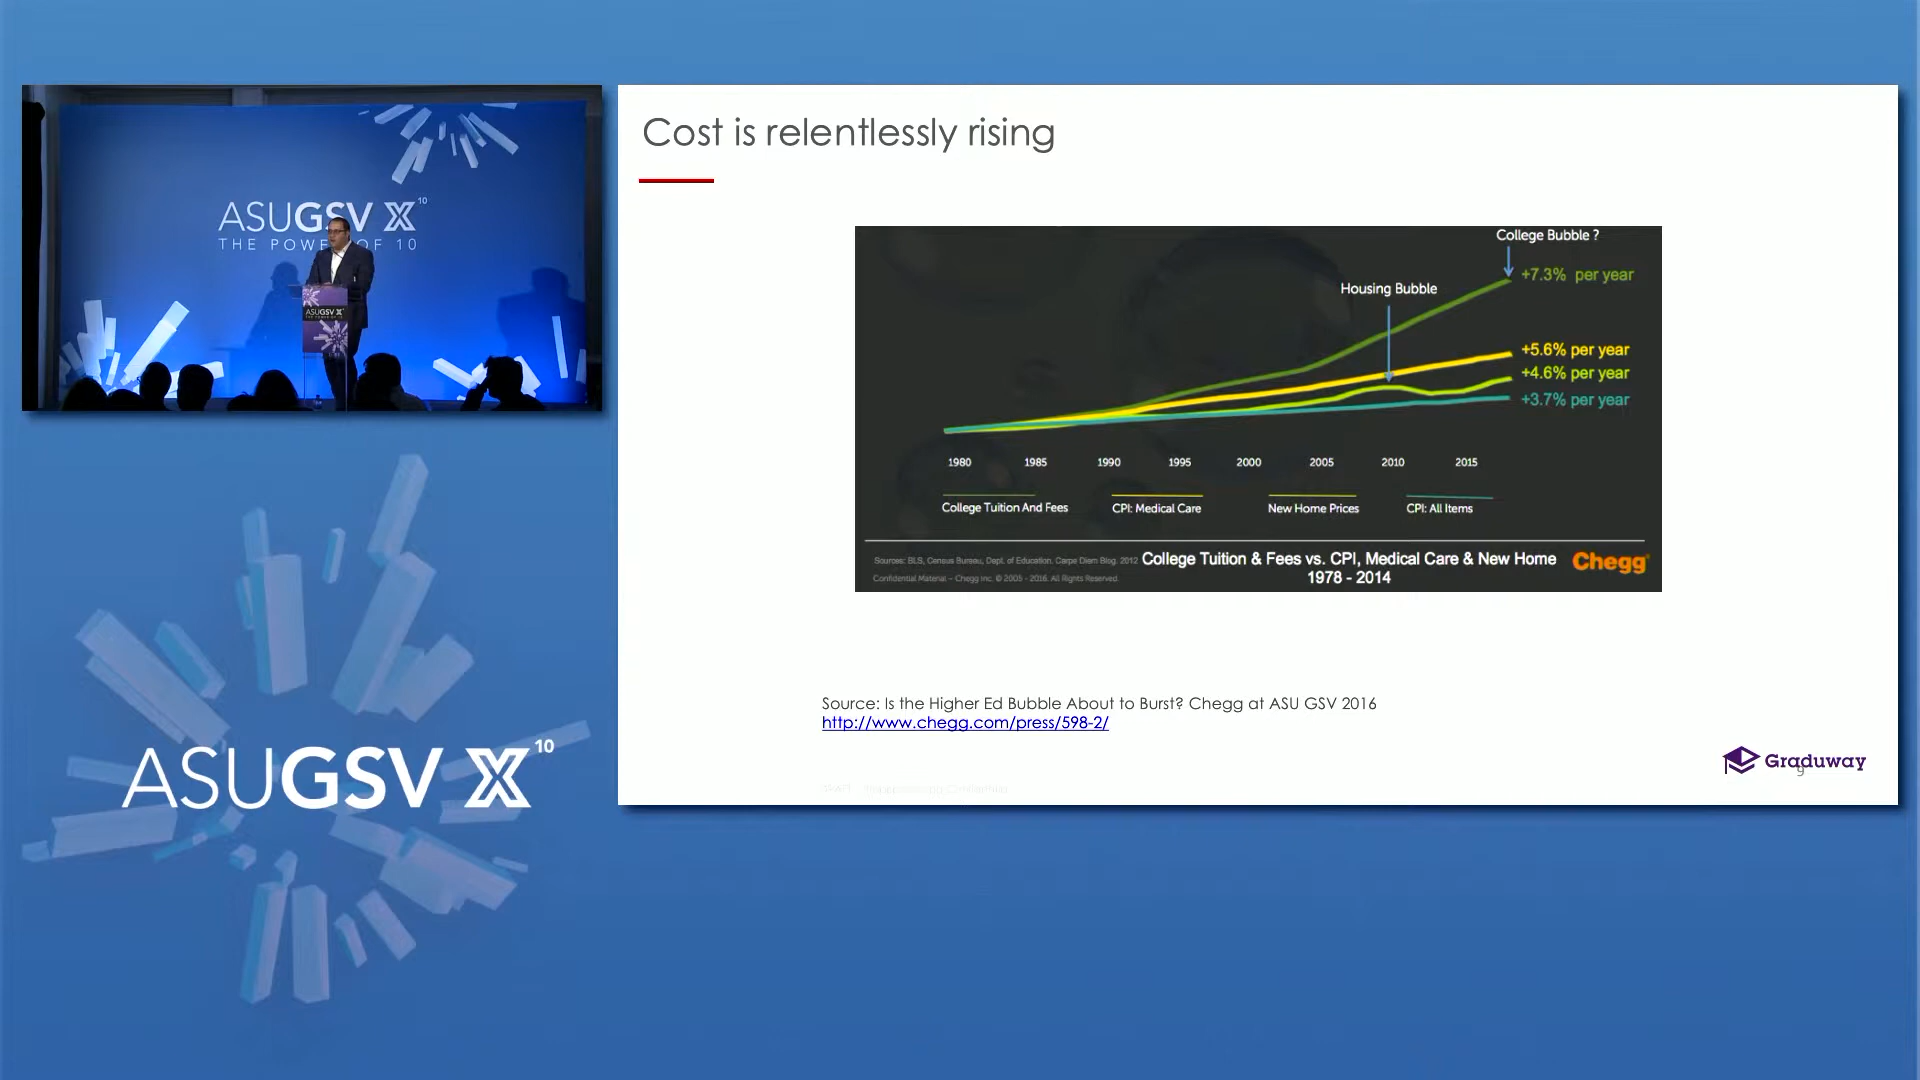 ASUGSV X10
THE POWER OF 10
ASUGSV X
Cost is relentlessly rising
College Bubble ?
+7.3% per year
Housing Bubble
+5.6% per year
+4.6% per year
+3.7% per year
1980 1985 1990 1995 2000 2005 2010 2015
College Tuition And Fees CPI: Medical Care New Home Prices CPI: All Items
Sources: BLS, Census Bureau, Dept. of Education, Carpe Diem Blog. 2012
Confidential Material – Chegg Inc. © 2005 - 2016. All Rights Reserved.
College Tuition & Fees vs. CPI, Medical Care & New Home
1978 - 2014
Chegg
Source: Is the Higher Ed Bubble About to Burst? Chegg at ASU GSV 2016
http://www.chegg.com/press/598-2/
Graduway
9
ASUGSV X10